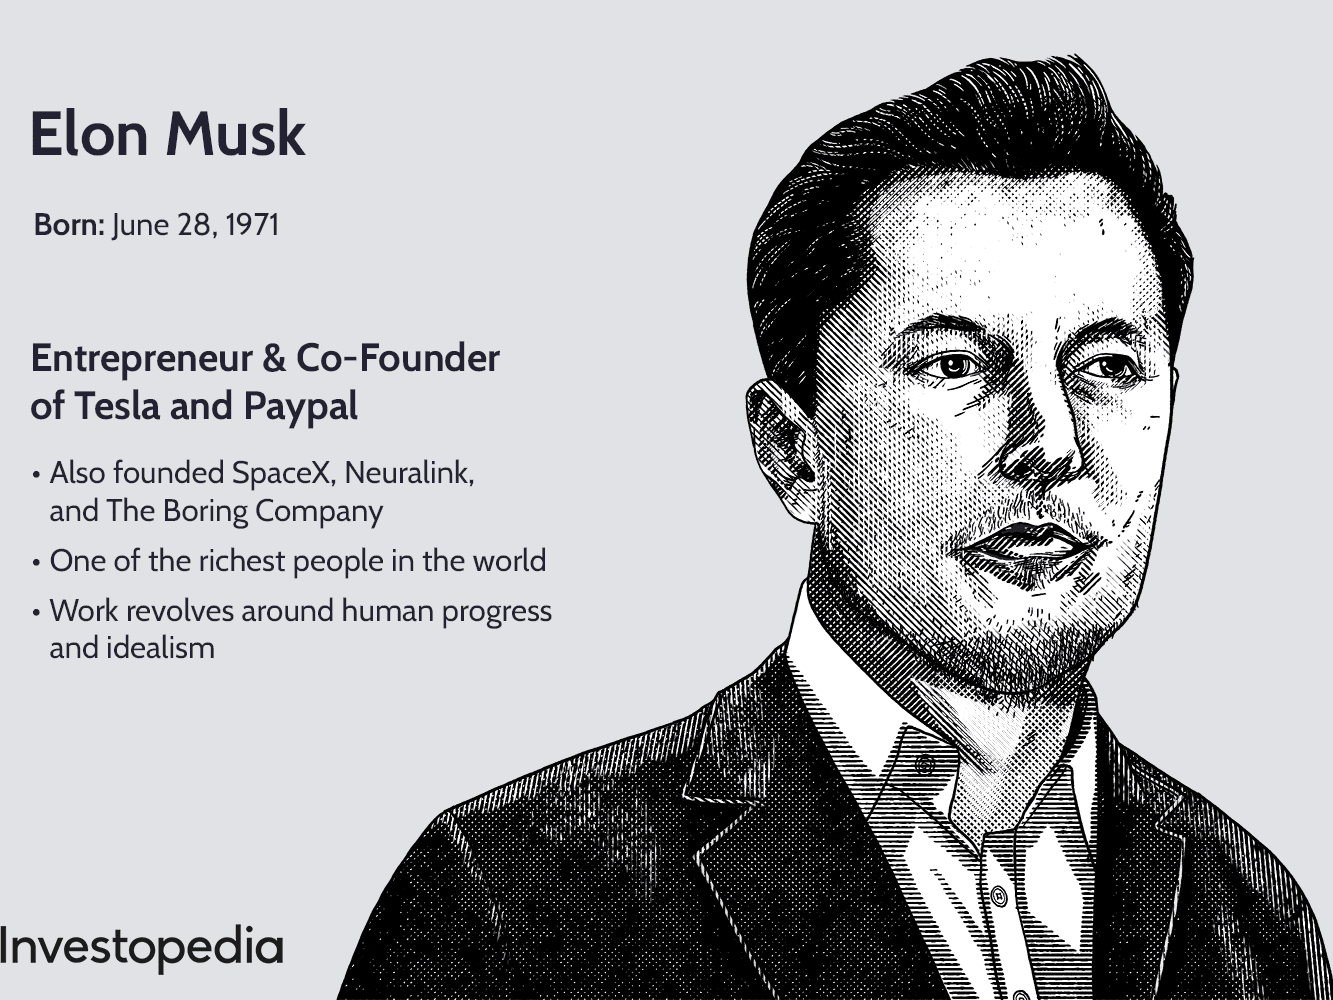 Elon Musk
Born: June 28, 1971
Entrepreneur & Co-Founder
of Tesla and Paypal
• Also founded SpaceX, Neuralink,
and The Boring Company
• One of the richest people in the world
• Work revolves around human progress
and idealism
Investopedia